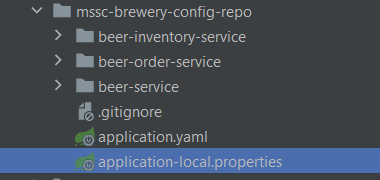 mssc-brewery-config-repo
beer-inventory-service
beer-order-service
beer-service
.gitignore
application.yaml
application-local.properties